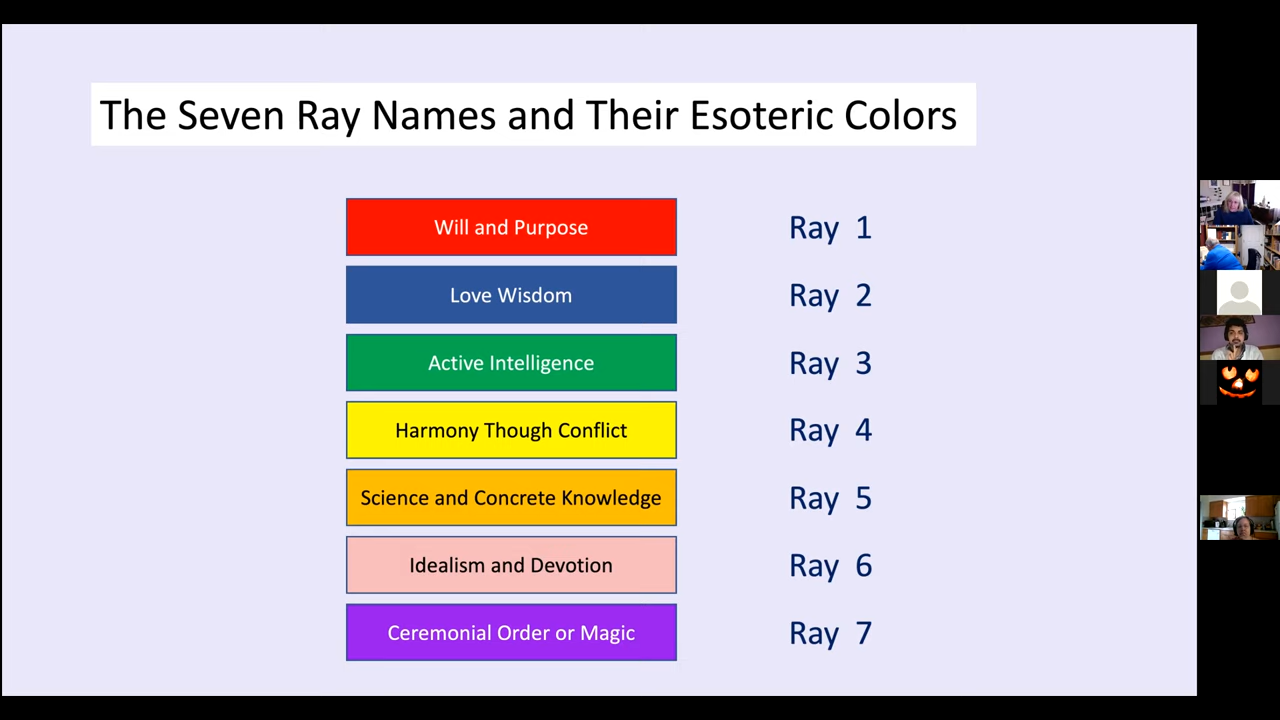 The Seven Ray Names and Their Esoteric Colors
Will and Purpose Ray 1
Love Wisdom Ray 2
Active Intelligence Ray 3
Harmony Though Conflict Ray 4
Science and Concrete Knowledge Ray 5
Idealism and Devotion Ray 6
Ceremonial Order or Magic Ray 7